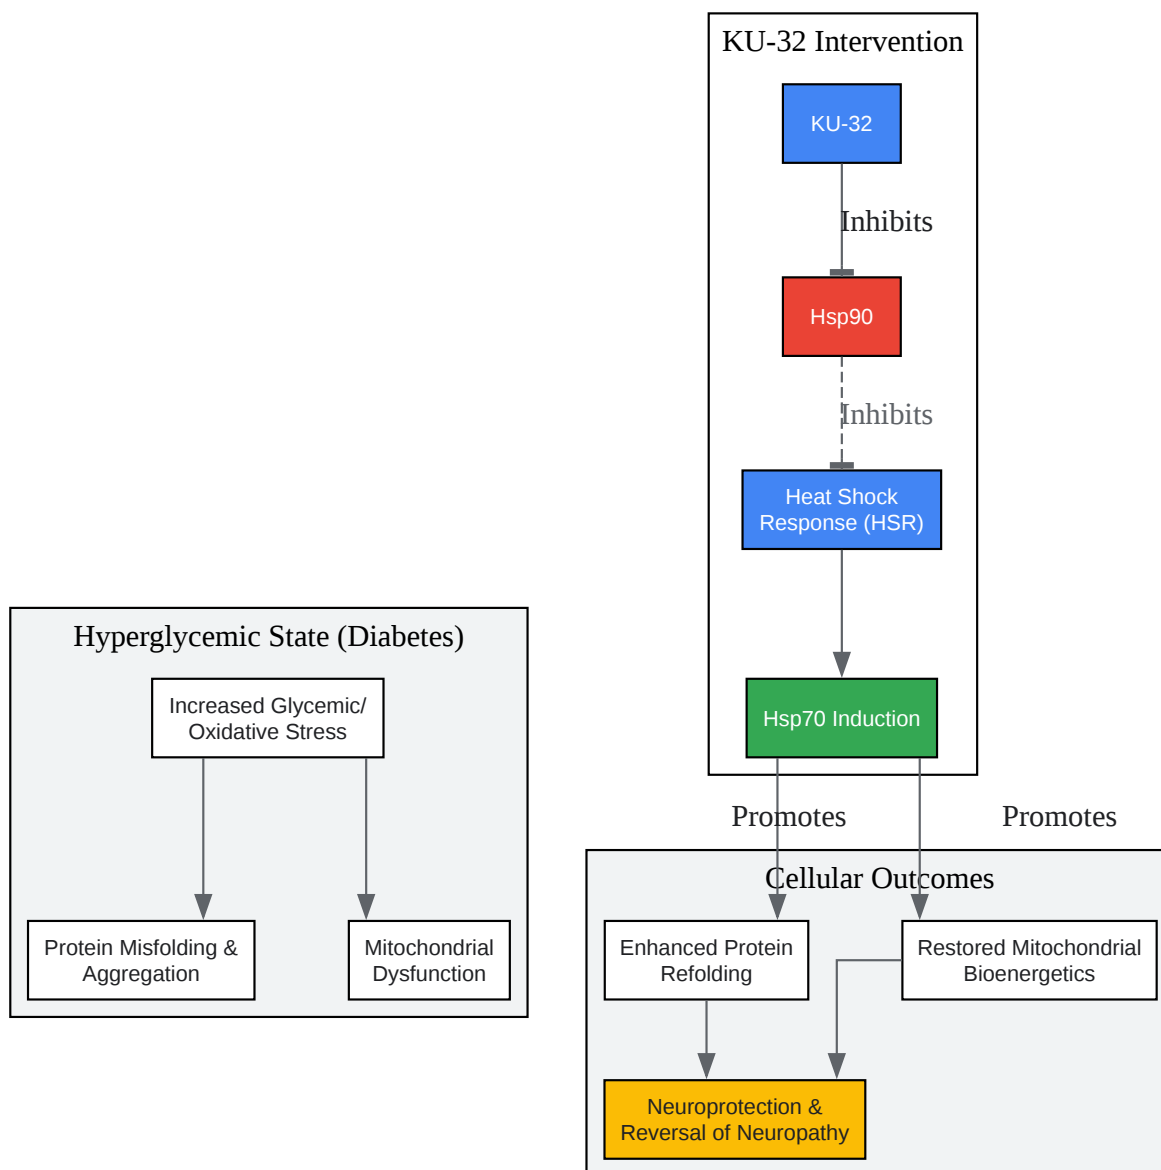 KU-32 Intervention
KU-32
Inhibits
Hsp90
Inhibits
Heat Shock
Response (HSR)
Hsp70 Induction
Hyperglycemic State (Diabetes)
Increased Glycemic/
Oxidative Stress
Protein Misfolding &
Aggregation
Mitochondrial
Dysfunction
Promotes
Promotes
Cellular Outcomes
Enhanced Protein
Refolding
Restored Mitochondrial
Bioenergetics
Neuroprotection &
Reversal of Neuropathy